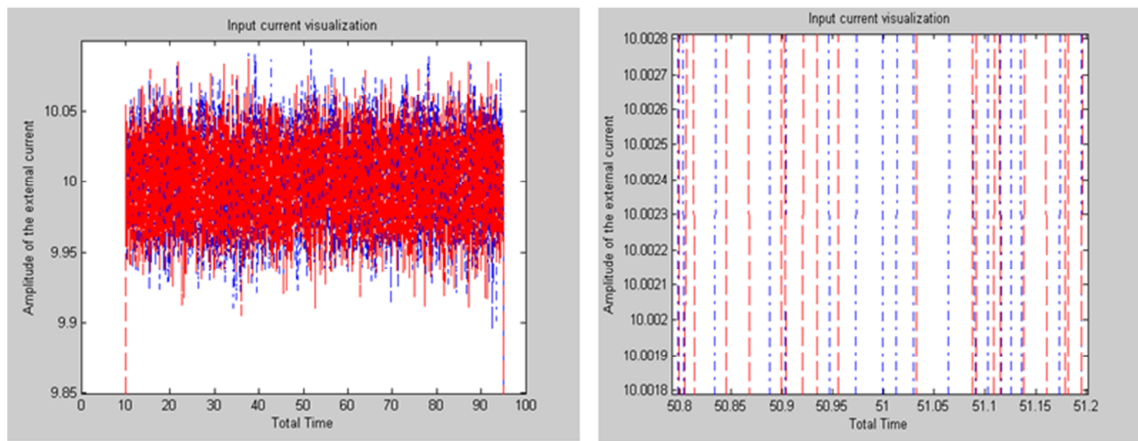 Input current visualization
Amplitude of the external current
10.05
10
9.95
9.9
9.85
0 10 20 30 40 50 60 70 80 90 100
Total Time
Input current visualization
Amplitude of the external current
10.0028
10.0027
10.0026
10.0025
10.0024
10.0023
10.0022
10.0021
10.002
10.0019
10.0018
50.8 50.85 50.9 50.95 51 51.05 51.1 51.15 51.2
Total Time